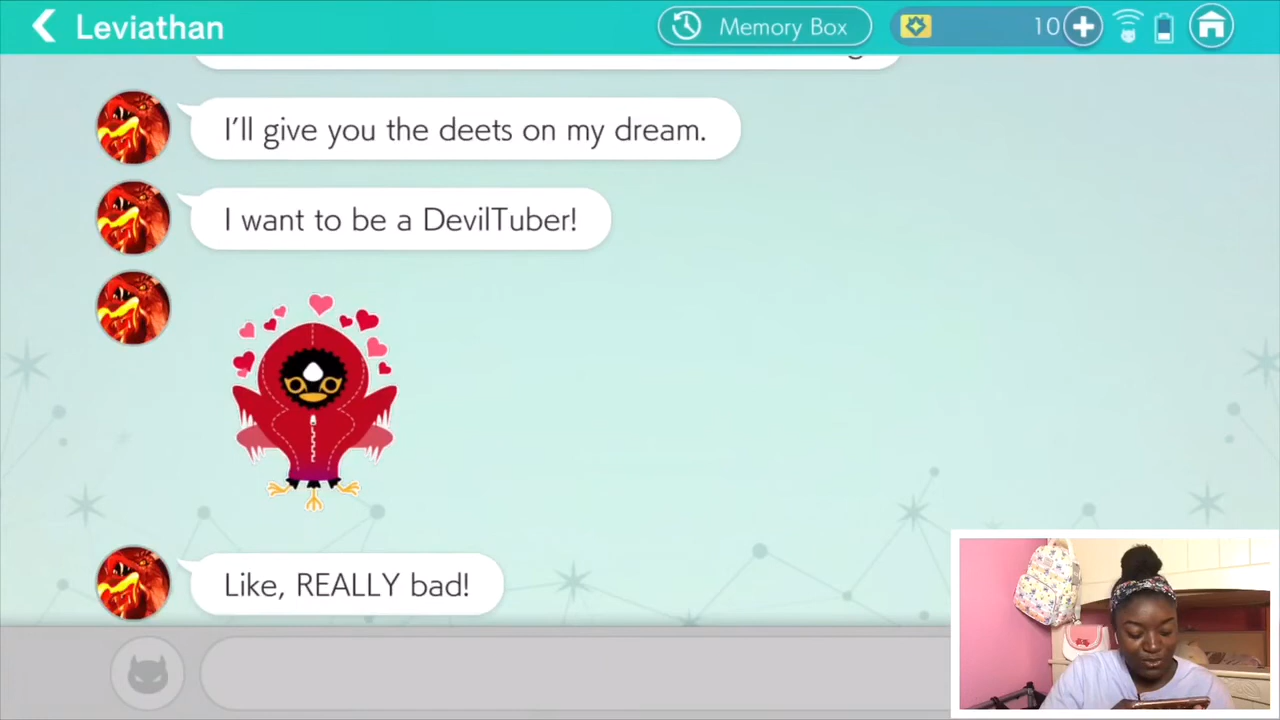 Leviathan
Memory Box
10
I'll give you the deets on my dream.
I want to be a DevilTuber!
Like, REALLY bad!